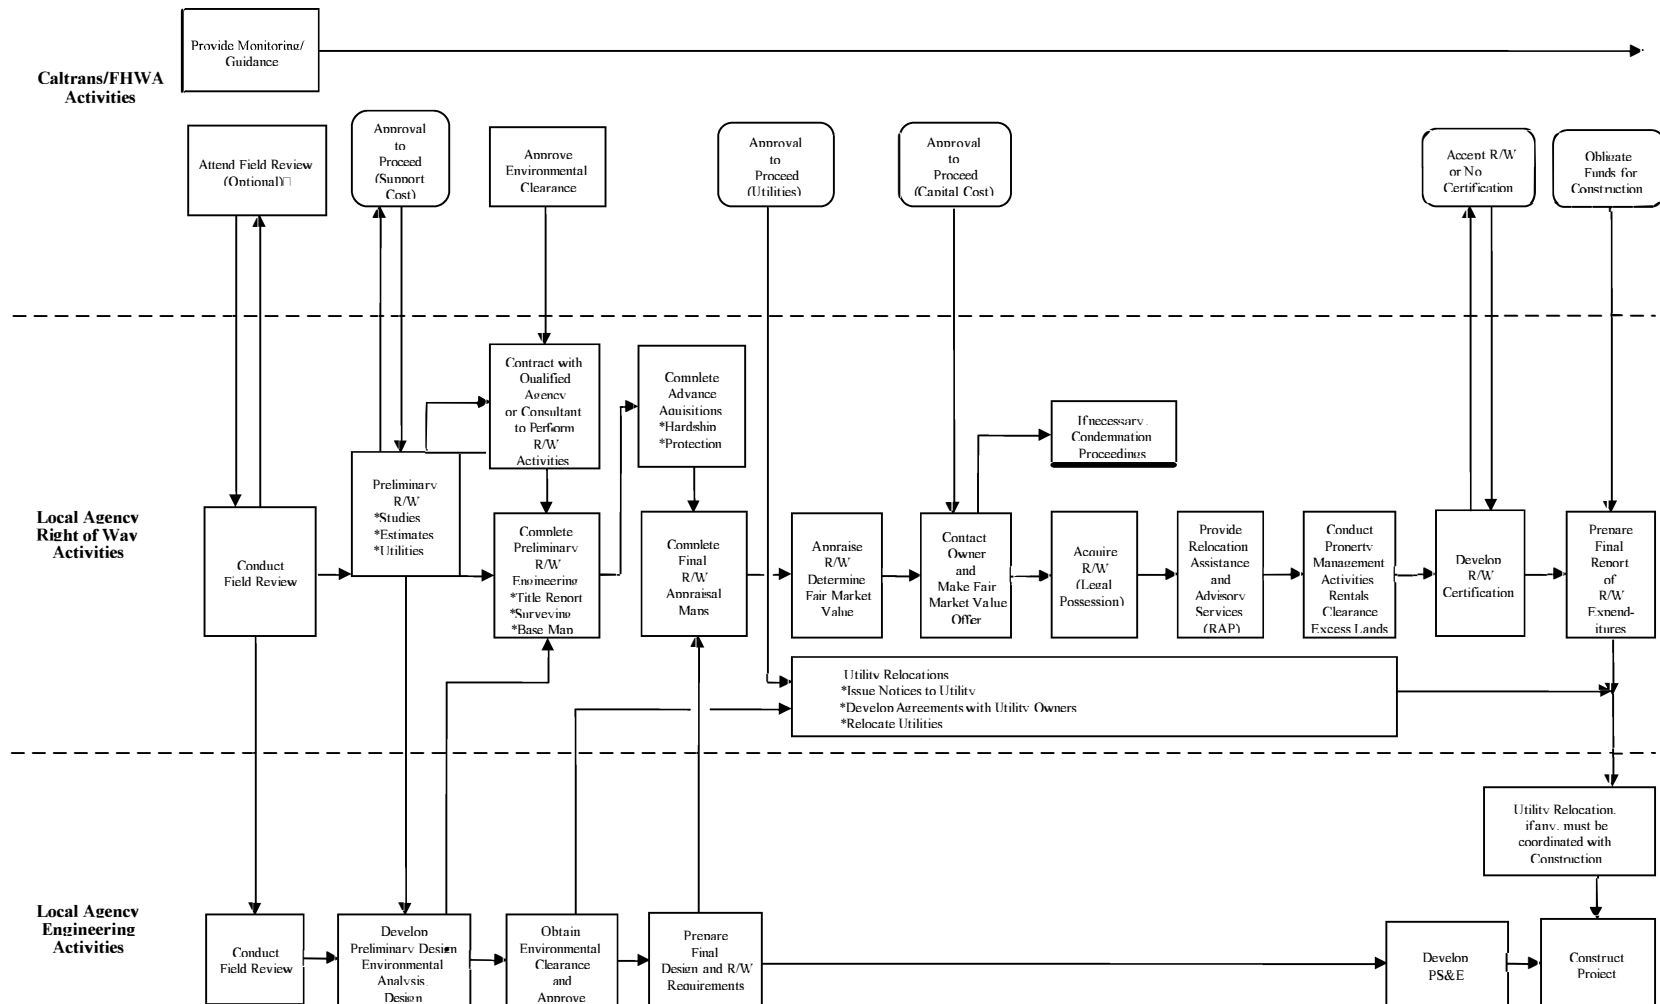 Provide Monitoring/
Guidance
Caltrans/FHWA
Activities
Attend Field Review
(Optional)
Approval
to
Proceed
(Support
Cost)
Approve
Environmental
Clearance
Approval
to
Proceed
(Utilities)
Approval
to
Proceed
(Capital Cost)
Accept R/W
or No
Certification
Obligate
Funds for
Construction
Local Agency
Right of Way
Activities
Conduct
Field Review
Preliminary
R/W
*Studies
*Estimates
*Utilities
Contract with
Qualified
Agency
or Consultant
to Perform
R/W
Activities
Complete
Preliminary
R/W
Engineering
*Title Report
*Surveying
*Base Map
Complete
Advance
Aquisitions
*Hardship
*Protection
Complete
Final
R/W
Appraisal
Maps
Appraise
R/W
Determine
Fair Market
Value
Contact
Owner
and
Make Fair
Market Value
Offer
If necessary,
Condemnation
Proceedings
Acquire
R/W
(Legal
Possession)
Provide
Relocation
Assistance
and
Advisory
Services
(RAP)
Conduct
Property
Management
Activities
Rentals
Clearance
Excess Lands
Develop
R/W
Certification
Prepare
Final
Report
of
R/W
Expend-
itures
Utility Relocations
*Issue Notices to Utility
*Develop Agreements with Utility Owners
*Relocate Utilities
Local Agency
Engineering
Activities
Conduct
Field Review
Develop
Preliminary Design
Environmental
Analysis,
Design
Obtain
Environmental
Clearance
and
Approve
Prepare
Final
Design and R/W
Requirements
Develop
PS&E
Utility Relocation,
if any, must be
coordinated with
Construction
Construct
Project